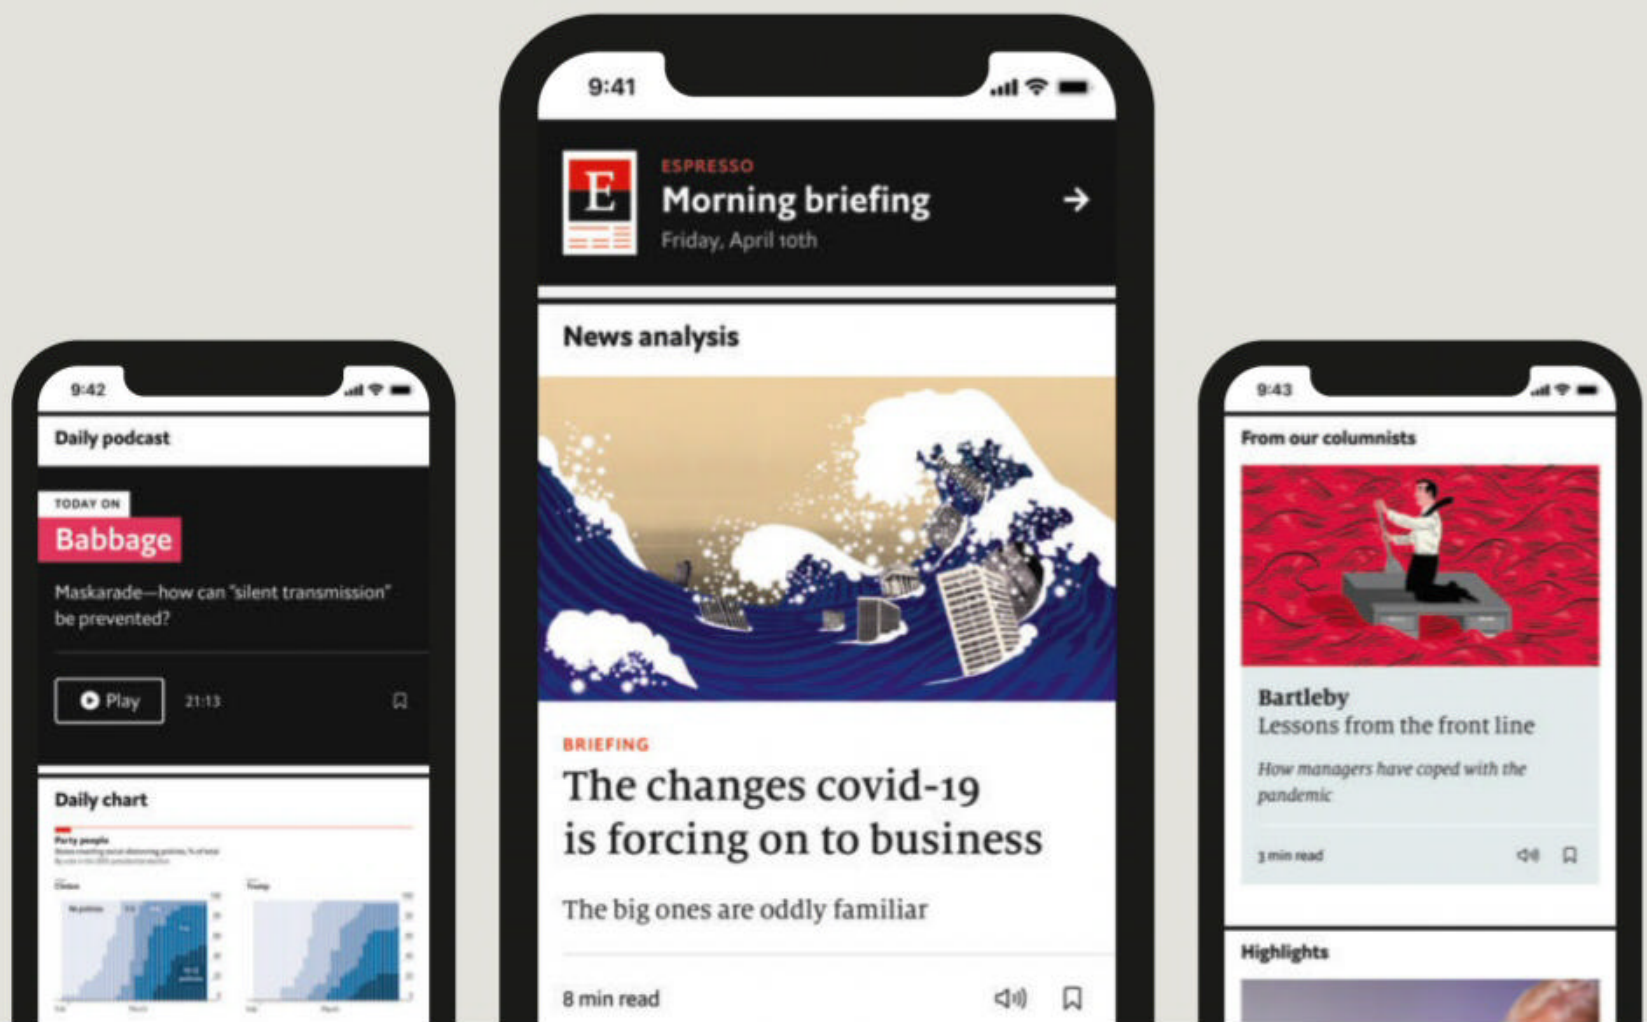 9:41
E
ESPRESSO
Morning briefing
Friday, April 10th
News analysis
BRIEFING
The changes covid-19
is forcing on to business
The big ones are oddly familiar
8 min read
9:42
Daily podcast
TODAY ON
Babbage
Maskarade—how can "silent transmission"
be prevented?
Play
21:13
Daily chart
Party people
Clinton
Trump
9:43
From our columnists
Bartleby
Lessons from the front line
How managers have coped with the
pandemic
3 min read
Highlights